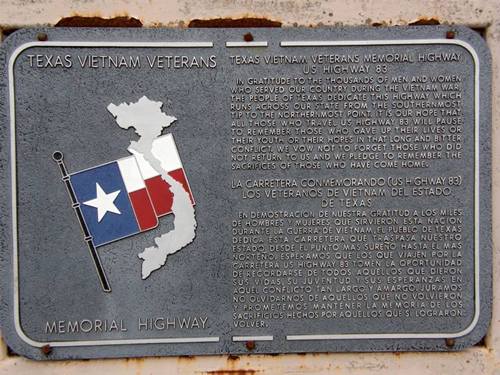 TEXAS VIETNAM VETERANS
MEMORIAL HIGHWAY
TEXAS VIETNAM VETERANS MEMORIAL HIGHWAY
US HIGHWAY 83
IN GRATITUDE TO THE THOUSANDS OF MEN AND WOMEN
WHO SERVED OUR COUNTRY DURING THE VIETNAM WAR,
THE PEOPLE OF TEXAS DEDICATE THIS HIGHWAY WHICH
RUNS ACROSS OUR STATE FROM THE SOUTHERNMOST
TIP TO THE NORTHERNMOST POINT. IT IS OUR HOPE THAT
ALL THOSE WHO TRAVEL US HIGHWAY 83 WILL PAUSE
TO REMEMBER THOSE WHO GAVE UP THEIR LIVES OR
THEIR YOUTH OR THEIR HOPES IN THAT LONG AND BITTER
CONFLICT. WE VOW NOT TO FORGET THOSE WHO DID
NOT RETURN TO US AND WE PLEDGE TO REMEMBER THE
SACRIFICES OF THOSE WHO HAVE COME HOME.
LA CARRETERA CONMEMORANDO (US HIGHWAY 83)
LOS VETERANOS DE VIETNAM DEL ESTADO
DE TEXAS
EN DEMOSTRACION DE NUESTRA GRATITUD A LOS MILES
DE HOMBRES Y MUJERES QUE SIRVIERON ESTA NACION
DURANTE LA GUERRA DE VIETNAM, EL PUEBLO DE TEXAS
DEDICA ESTA CARRETERA QUE TRASPASA NUESTRO
ESTADO DESDE EL PUNTO MAS SUREÑO HASTA EL MAS
NORTEÑO. ESPERAMOS QUE LOS QUE VIAJEN POR LA
CARRETERA US HIGHWAY 83 TOMEN LA OPORTUNIDAD
DE RECORDARSE DE TODOS AQUELLOS QUE DIERON
SUS VIDAS, SU JUVENTUD Y SUS ESPERANZAS EN
AQUEL CONFLICTO TAN LARGO Y AMARGO. JURAMOS
NO OLVIDARNOS DE AQUELLOS QUE NO VOLVIERON
Y PROMETEMOS MANTENER LA MEMORIA DE LOS
SACRIFICIOS HECHOS POR AQUELLOS QUE SI LOGRARON
VOLVER.